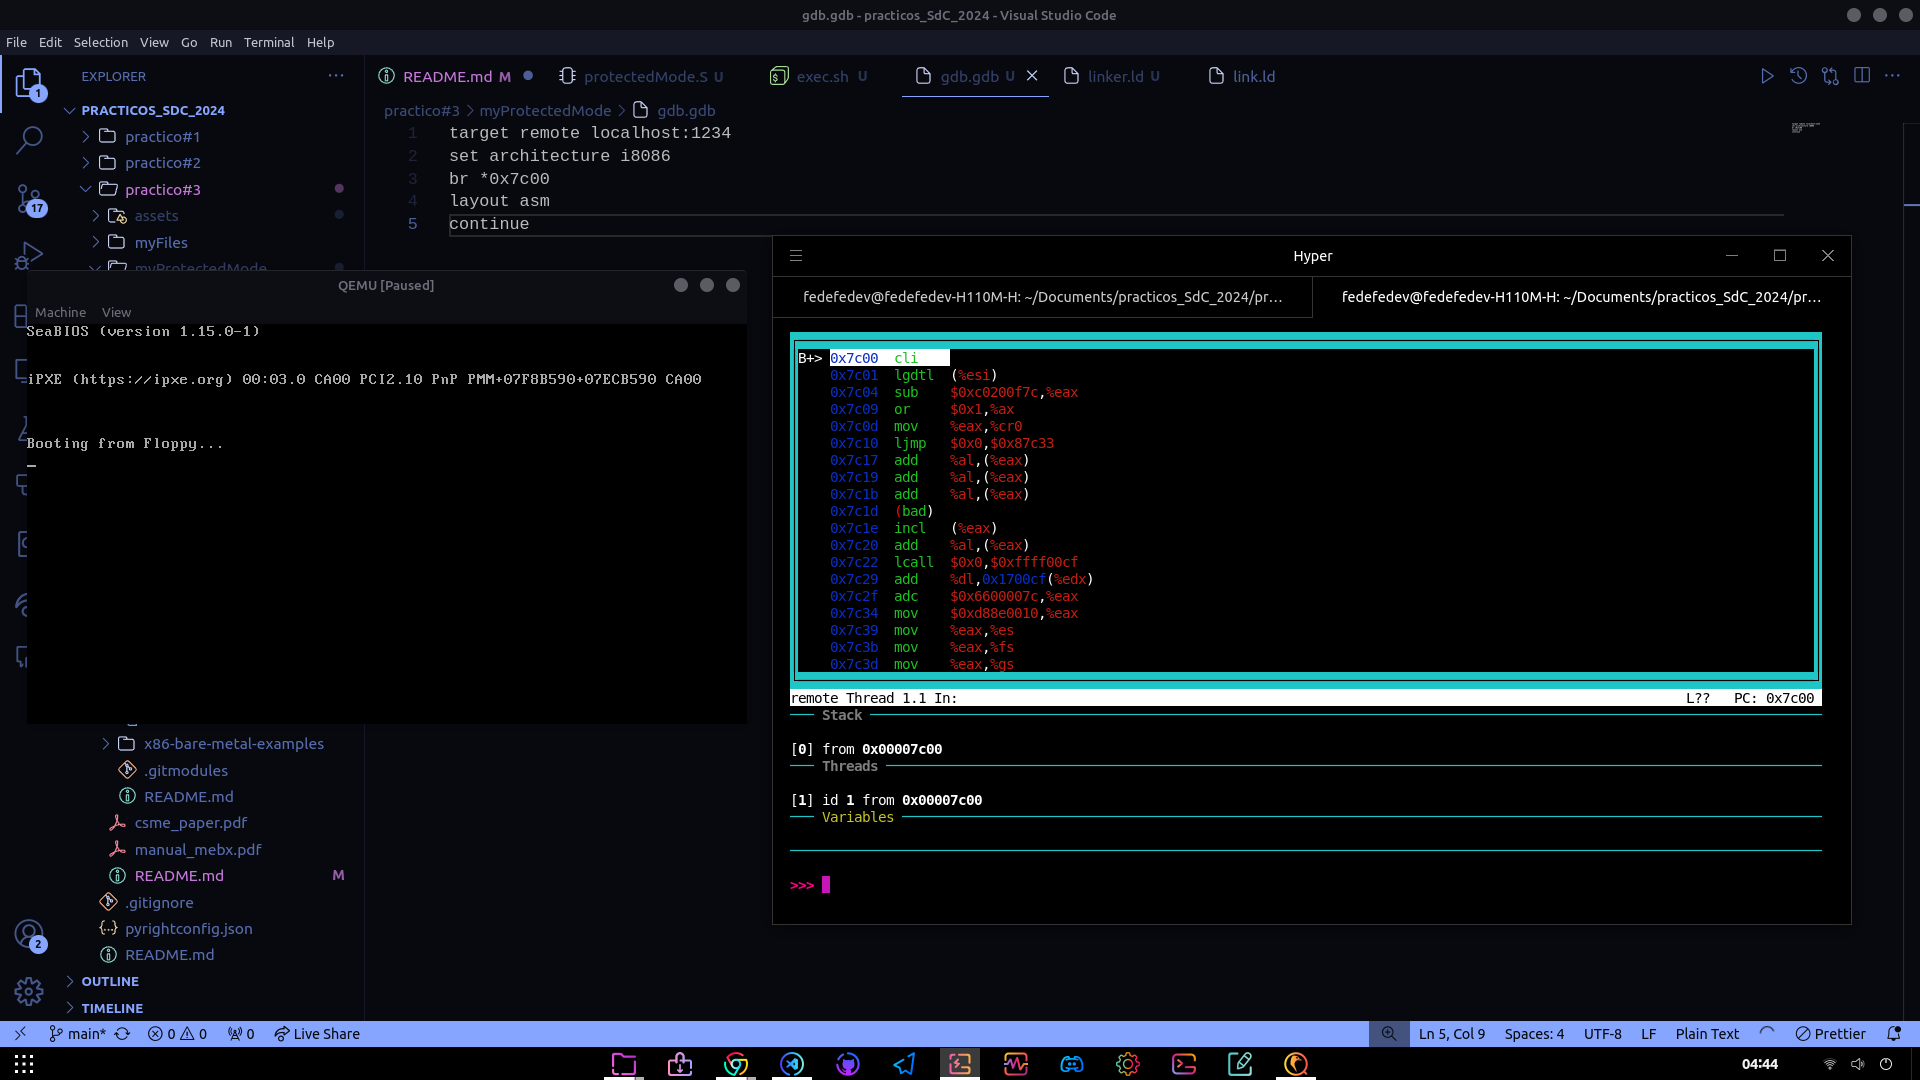 gdb.gdb - practicos_SdC_2024 - Visual Studio Code
File Edit Selection View Go Run Terminal Help
EXPLORER
README.md M
protectedMode.S U
exec.sh U
gdb.gdb U
linker.ld U
link.ld
practico#3 > myProtectedMode > gdb.gdb
PRACTICOS_SDC_2024
practico#1
practico#2
practico#3
assets
myFiles
myProtectedMode
1 target remote localhost:1234
2 set architecture i8086
3 br *0x7c00
4 layout asm
5 continue
1
17
QEMU [Paused]
Machine View
SeaBIOS (version 1.15.0-1)
iPXE (https://ipxe.org) 00:03.0 CA00 PCI2.10 PnP PMM+07F8B590+07ECB590 CA00
Booting from Floppy...
Hyper
fedefedev@fedefedev-H110M-H: ~/Documents/practicos_SdC_2024/pr...
fedefedev@fedefedev-H110M-H: ~/Documents/practicos_SdC_2024/pr...
B+> 0x7c00 cli
0x7c01 lgdtl (%esi)
0x7c04 sub $0xc0200f7c,%eax
0x7c09 or $0x1,%ax
0x7c0d mov %eax,%cr0
0x7c10 ljmp $0x0,$0x87c33
0x7c17 add %al,(%eax)
0x7c19 add %al,(%eax)
0x7c1b add %al,(%eax)
0x7c1d (bad)
0x7c1e incl (%eax)
0x7c20 add %al,(%eax)
0x7c22 lcall $0x0,$0xffff00cf
0x7c29 add %dl,0x1700cf(%edx)
0x7c2f adc $0x6600007c,%eax
0x7c34 mov $0xd88e0010,%eax
0x7c39 mov %eax,%es
0x7c3b mov %eax,%fs
0x7c3d mov %eax,%gs
remote Thread 1.1 In: L?? PC: 0x7c00
Stack
[0] from 0x00007c00
Threads
[1] id 1 from 0x00007c00
Variables
>>>
x86-bare-metal-examples
.gitmodules
README.md
csme_paper.pdf
manual_mebx.pdf
README.md M
.gitignore
pyrightconfig.json
README.md
2
OUTLINE
TIMELINE
main* 0 0 0 Live Share
Ln 5, Col 9 Spaces: 4 UTF-8 LF Plain Text Prettier
04:44